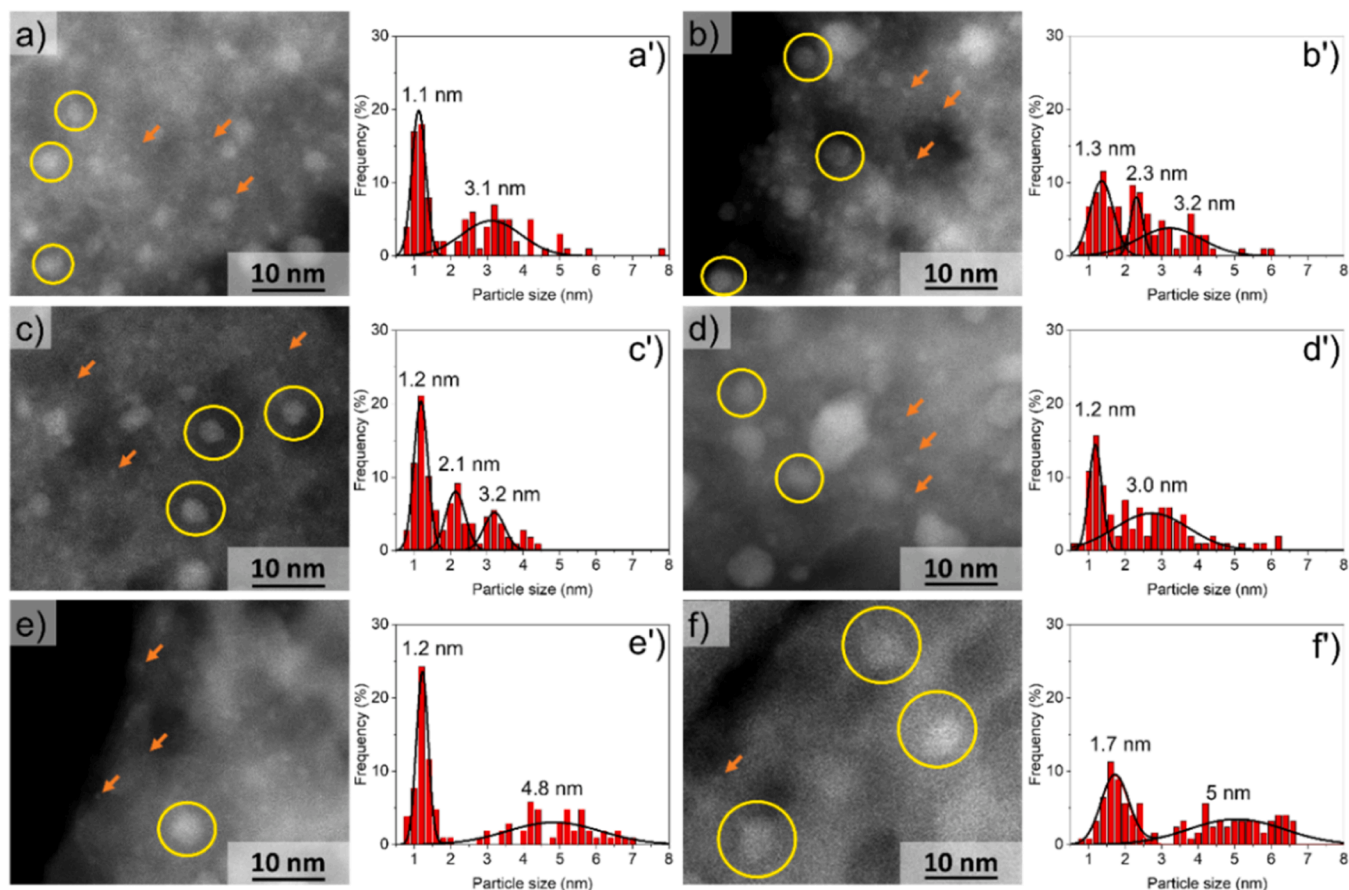 a)
10 nm
a')
1.1 nm
3.1 nm
Frequency (%)
0
10
20
30
1 2 3 4 5 6 7 8
Particle size (nm)
b)
10 nm
b')
1.3 nm
2.3 nm
3.2 nm
Frequency (%)
0
10
20
30
1 2 3 4 5 6 7 8
Particle size (nm)
c)
10 nm
c')
1.2 nm
2.1 nm
3.2 nm
Frequency (%)
0
10
20
30
1 2 3 4 5 6 7 8
Particle size (nm)
d)
10 nm
d')
1.2 nm
3.0 nm
Frequency (%)
0
10
20
30
1 2 3 4 5 6 7 8
Particle size (nm)
e)
10 nm
e')
1.2 nm
4.8 nm
Frequency (%)
0
10
20
30
1 2 3 4 5 6 7 8
Particle size (nm)
f)
10 nm
f')
1.7 nm
5 nm
Frequency (%)
0
10
20
30
1 2 3 4 5 6 7 8
Particle size (nm)